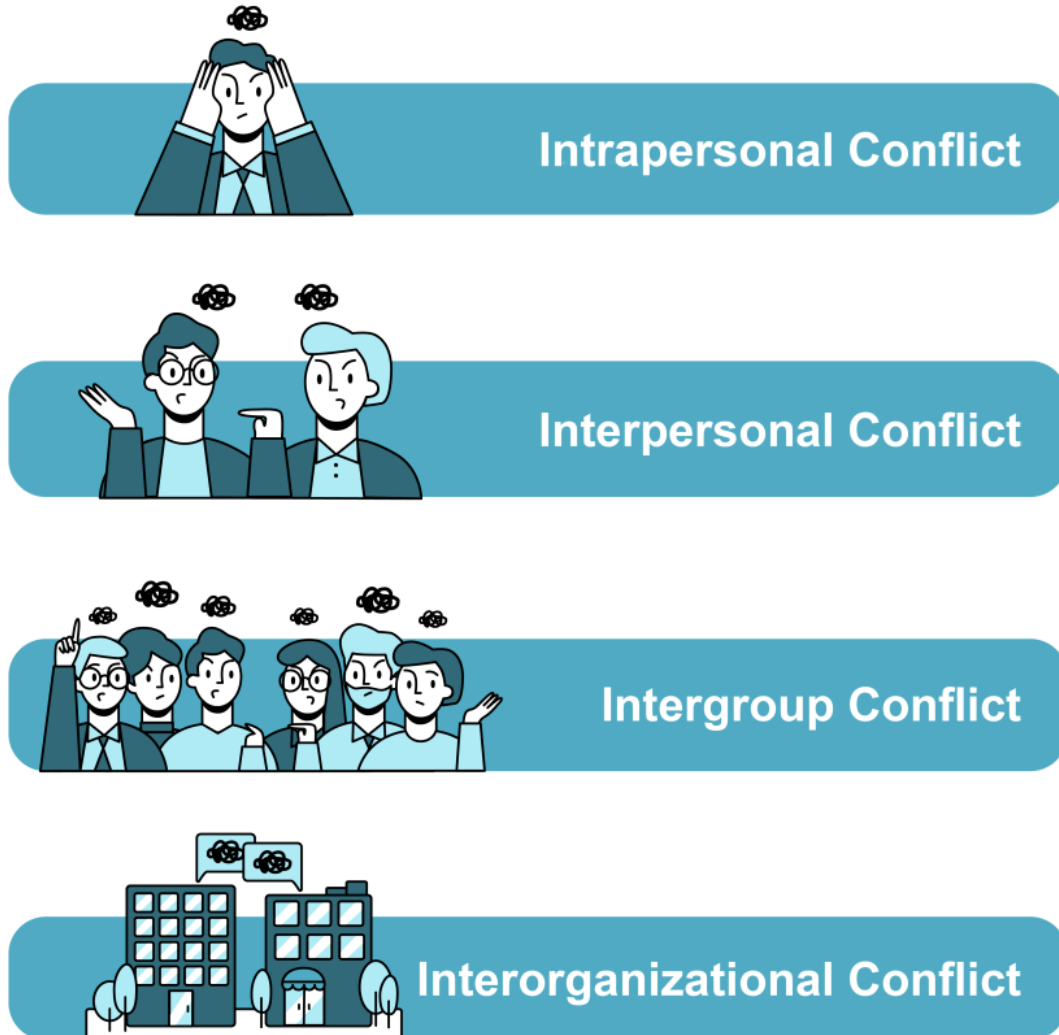 Intrapersonal Conflict
Interpersonal Conflict
Intergroup Conflict
Interorganizational Conflict